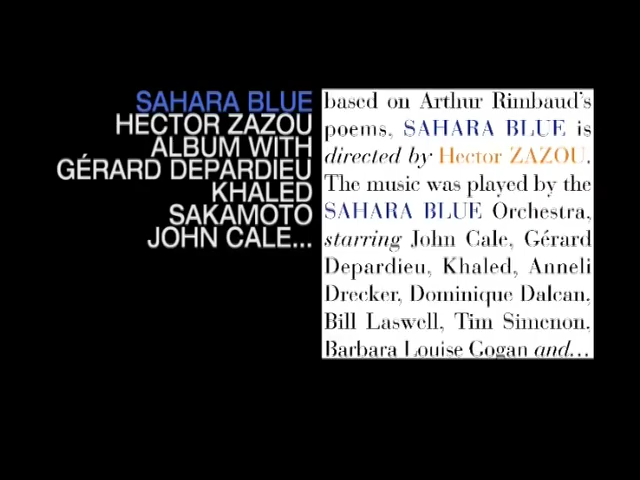 SAHARA BLUE
HECTOR ZAZOU
ALBUM WITH
GÉRARD DEPARDIEU
KHALED
SAKAMOTO
JOHN CALE...
based on Arthur Rimbaud's
poems, SAHARA BLUE is
directed by Hector ZAZOU.
The music was played by the
SAHARA BLUE Orchestra,
starring John Cale, Gérard
Depardieu, Khaled, Anneli
Drecker, Dominique Dalcan,
Bill Laswell, Tim Simenon,
Barbara Louise Gogan and...